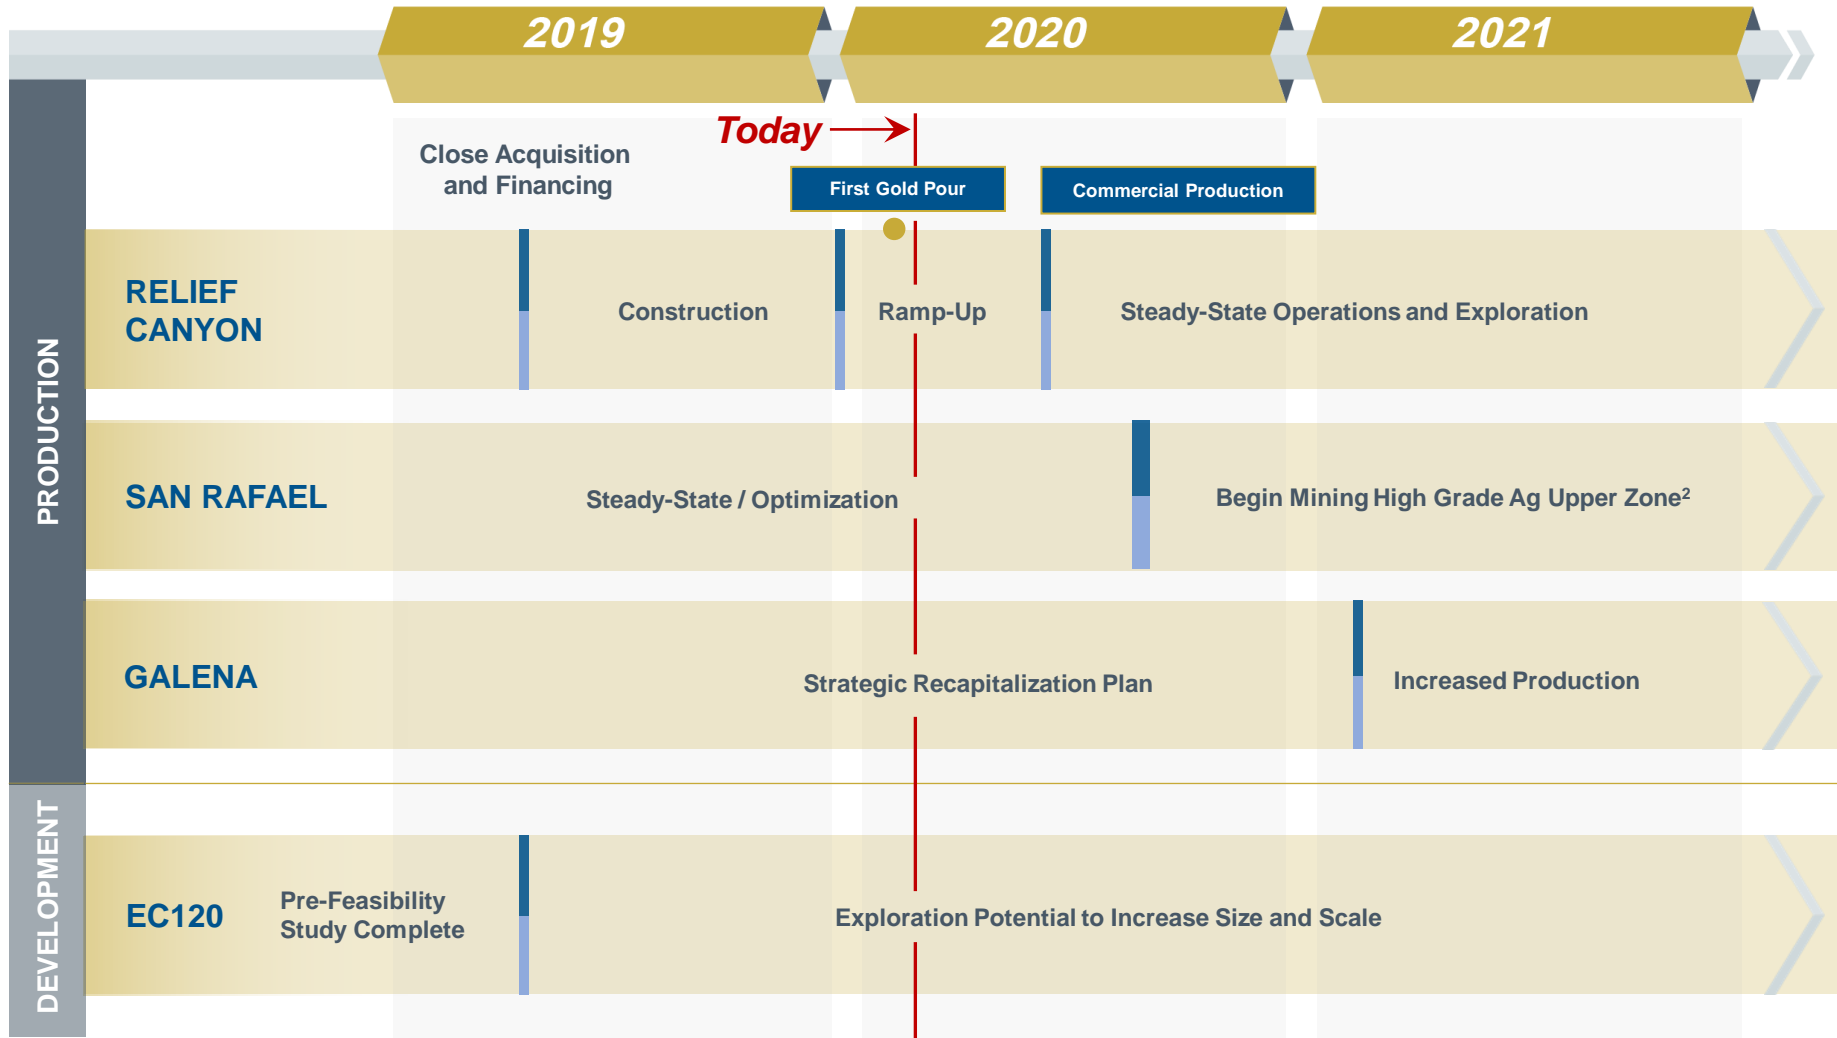 2019
2020
2021
Today
Close Acquisition
and Financing
First Gold Pour
Commercial Production
PRODUCTION
RELIEF
CANYON
Construction
Ramp-Up
Steady-State Operations and Exploration
SAN RAFAEL
Steady-State / Optimization
Begin Mining High Grade Ag Upper Zone²
GALENA
Strategic Recapitalization Plan
Increased Production
DEVELOPMENT
EC120
Pre-Feasibility
Study Complete
Exploration Potential to Increase Size and Scale